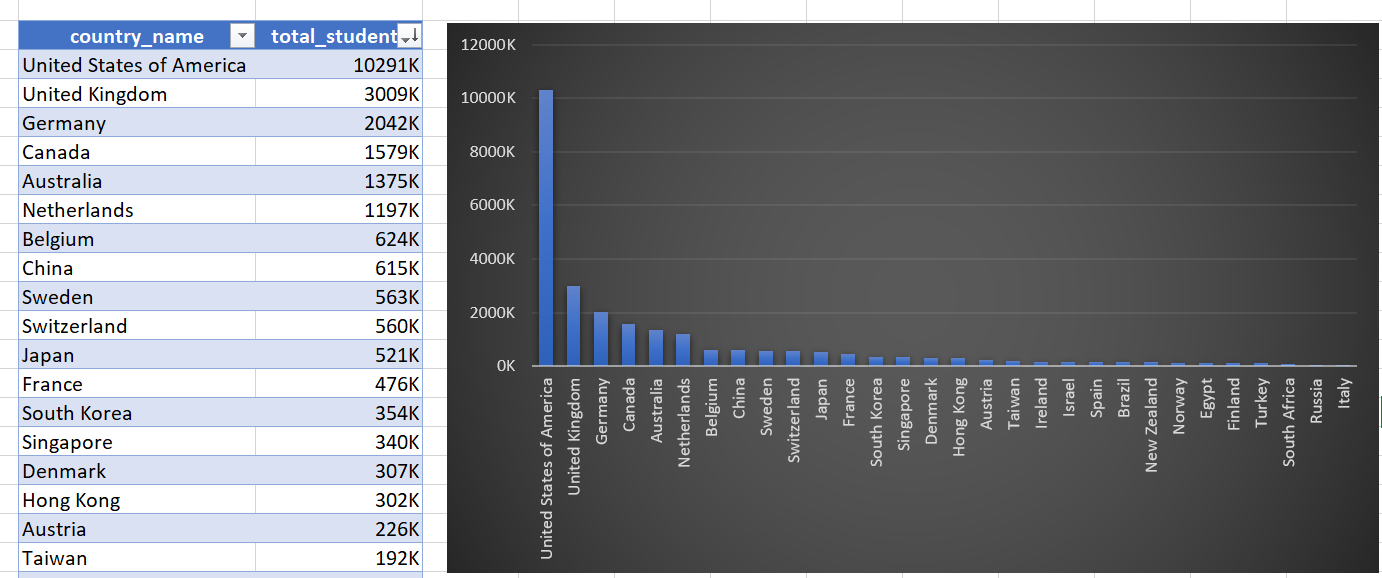 country_name total_student
United States of America 10291K
United Kingdom 3009K
Germany 2042K
Canada 1579K
Australia 1375K
Netherlands 1197K
Belgium 624K
China 615K
Sweden 563K
Switzerland 560K
Japan 521K
France 476K
South Korea 354K
Singapore 340K
Denmark 307K
Hong Kong 302K
Austria 226K
Taiwan 192K
12000K
10000K
8000K
6000K
4000K
2000K
0K
United States of America
United Kingdom
Germany
Canada
Australia
Netherlands
Belgium
China
Sweden
Switzerland
Japan
France
South Korea
Singapore
Denmark
Hong Kong
Austria
Taiwan
Ireland
Israel
Spain
Brazil
New Zealand
Norway
Egypt
Finland
Turkey
South Africa
Russia
Italy